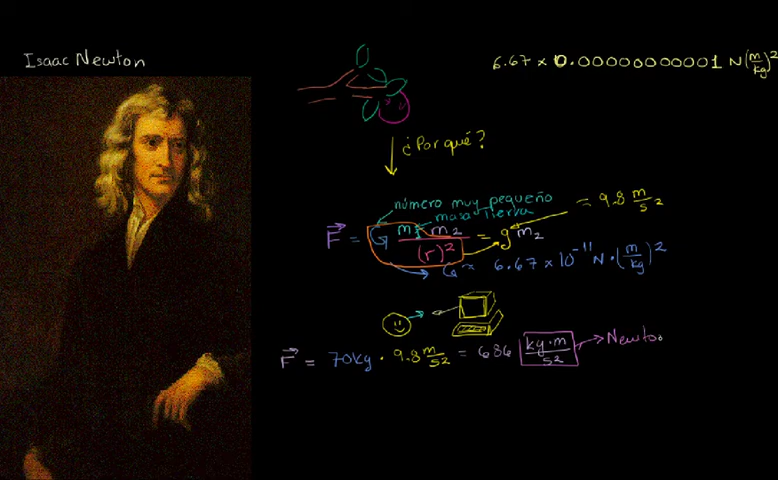 Isaac Newton
6.67 x 0.00000000001 N(m/kg)²
¿Por qué?
número muy pequeño
masa tierra
= 9.8 m/s²
F = G m₁ m₂ / (r)² = g m₂
G ≈ 6.67 x 10⁻¹¹ N · (m/kg)²
F = 70kg · 9.8 m/s² = 686 kg·m/s² → Newto